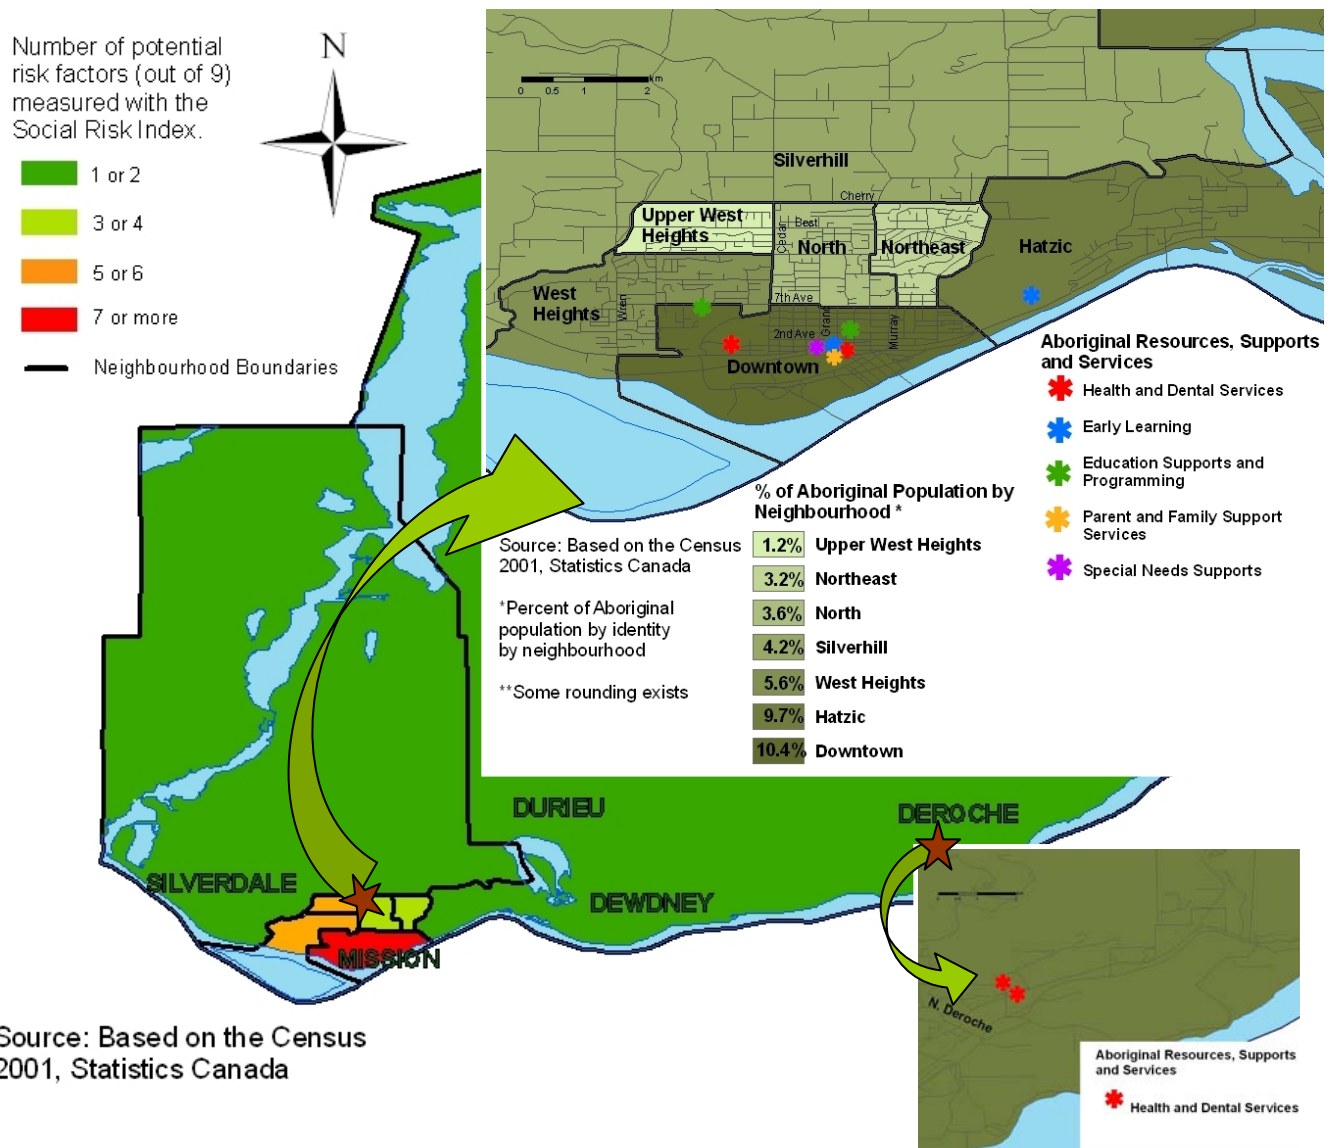 Number of potential
risk factors (out of 9)
measured with the
Social Risk Index.
1 or 2
3 or 4
5 or 6
7 or more
Neighbourhood Boundaries
N
km
0 0.5 1 2
Silverhill
Cherry
Upper West
Heights
Cedar
Best
North
Northeast
Hatzic
West
Heights
Wren
7th Ave
2nd Ave
Grand
Murray
Downtown
Aboriginal Resources, Supports
and Services
Health and Dental Services
Early Learning
Education Supports and
Programming
Parent and Family Support
Services
Special Needs Supports
% of Aboriginal Population by
Neighbourhood *
1.2% Upper West Heights
3.2% Northeast
3.6% North
4.2% Silverhill
5.6% West Heights
9.7% Hatzic
10.4% Downtown
Source: Based on the Census
2001, Statistics Canada
*Percent of Aboriginal
population by identity
by neighbourhood
**Some rounding exists
DURIEU
DEROCHE
SILVERDALE
DEWDNEY
MISSION
N. Deroche
Aboriginal Resources, Supports
and Services
Health and Dental Services
Source: Based on the Census
2001, Statistics Canada